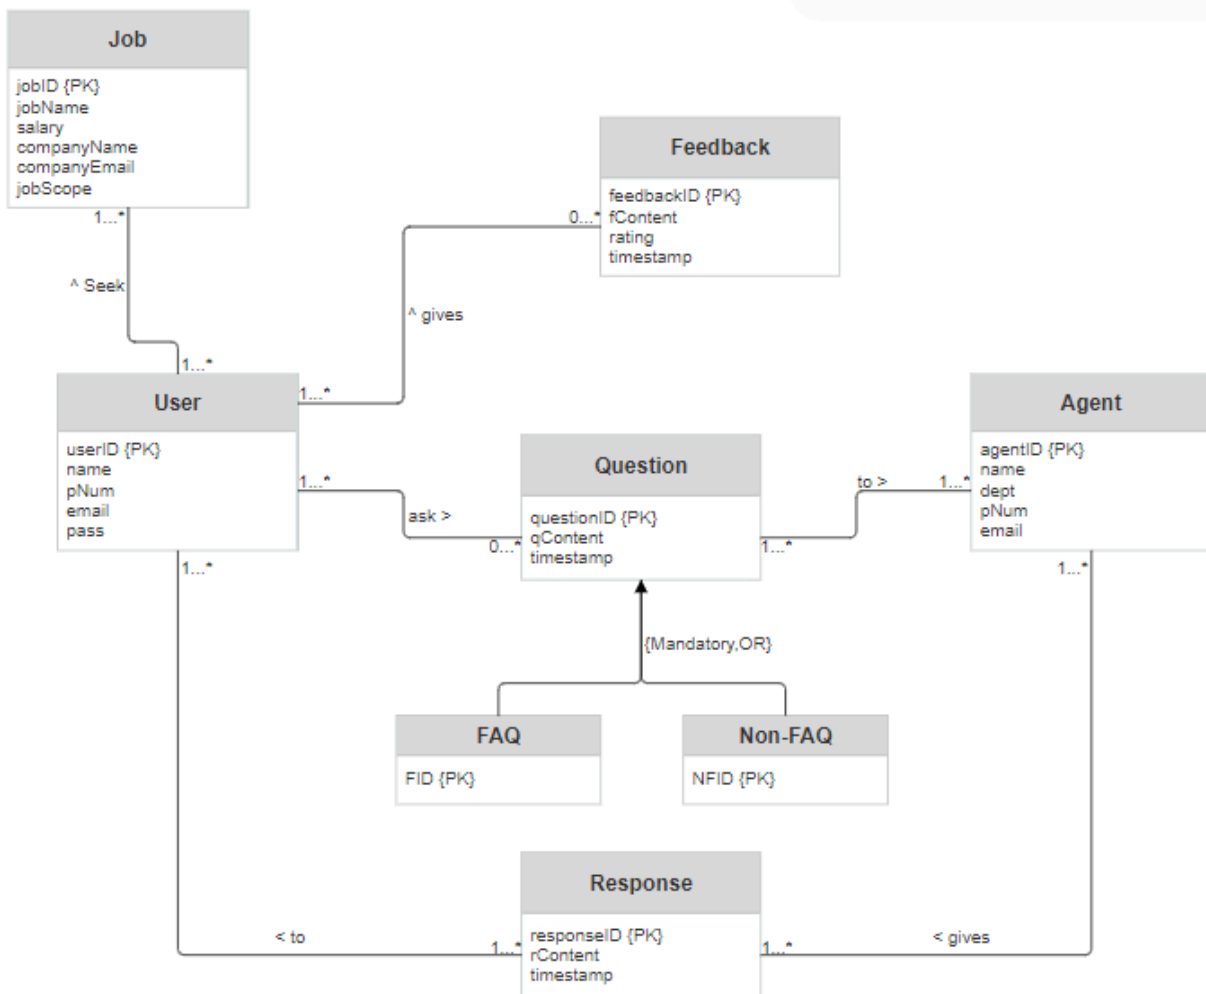 Job
jobID {PK}
jobName
salary
companyName
companyEmail
jobScope
1...*
^ Seek
1...*
Feedback
feedbackID {PK}
fContent
rating
timestamp
0...*
^ gives
1...*
User
userID {PK}
name
pNum
email
pass
1...*
ask >
0...*
1...*
Question
questionID {PK}
qContent
timestamp
1...*
to >
1...*
Agent
agentID {PK}
name
dept
pNum
email
1...*
{Mandatory,OR}
FAQ
FID {PK}
Non-FAQ
NFID {PK}
Response
responseID {PK}
rContent
timestamp
< to
1...*
1...*
< gives